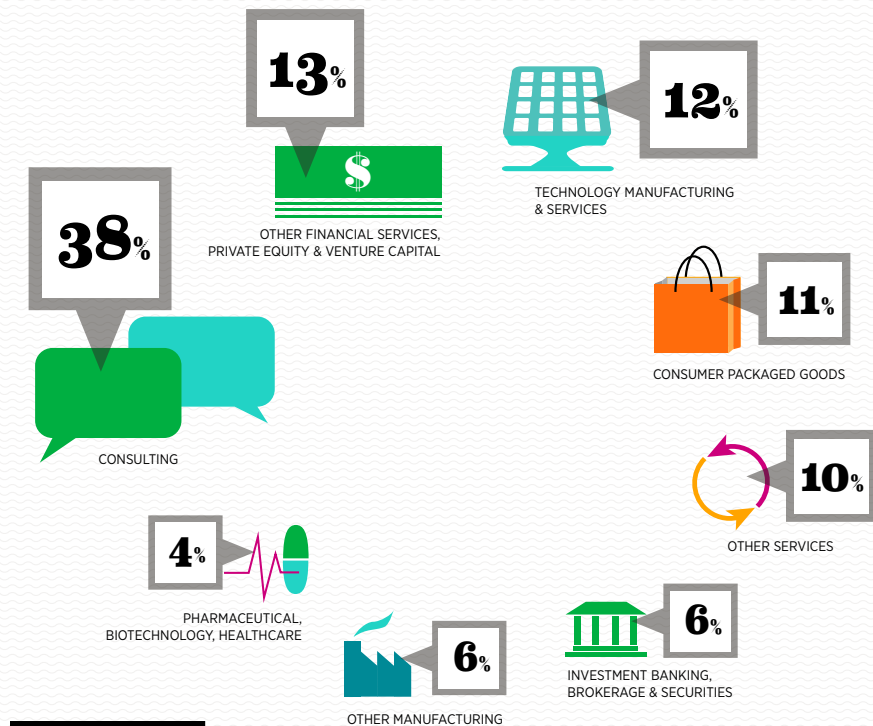 13%
$
OTHER FINANCIAL SERVICES,
PRIVATE EQUITY & VENTURE CAPITAL
12%
TECHNOLOGY MANUFACTURING
& SERVICES
38%
CONSULTING
11%
CONSUMER PACKAGED GOODS
10%
OTHER SERVICES
4%
PHARMACEUTICAL,
BIOTECHNOLOGY, HEALTHCARE
6%
OTHER MANUFACTURING
6%
INVESTMENT BANKING,
BROKERAGE & SECURITIES